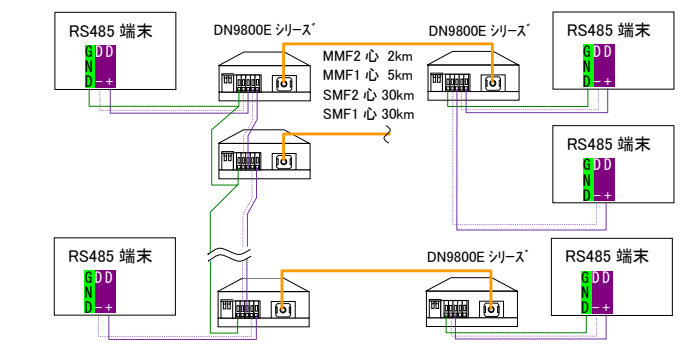 RS485 端末
DN9800E シリーズ
DN9800E シリーズ
RS485 端末
GND D- D+
MMF2 心 2km
MMF1 心 5km
SMF2 心 30km
SMF1 心 30km
GND D- D+
RS485 端末
GND D- D+
RS485 端末
DN9800E シリーズ
RS485 端末
GND D- D+
GND D- D+